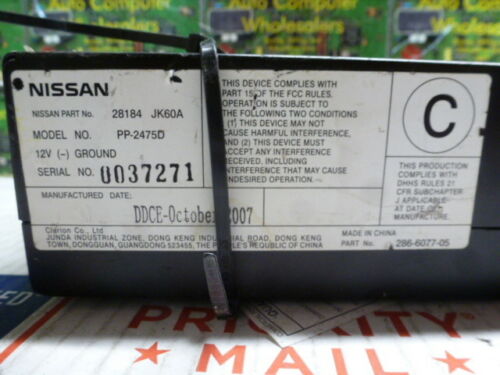 Auto Computer
Wholesalers
Auto Computer
Wholesalers
NISSAN
NISSAN Part No. 28184 JK60A
MODEL NO. PP-2475D
12V (–) GROUND
SERIAL NO. 0037271
MANUFACTURED DATE:
DDCE-October 2007
Clarion Co., Ltd.
JUNDA INDUSTRIAL ZONE, DONG KENG INDUSTRIAL ROAD, DONG KENG
TOWN, DONGGUAN, GUANGDONG 523455, THE PEOPLE'S REPUBLIC OF CHINA
THIS DEVICE COMPLIES WITH
PART 15 OF THE FCC RULES.
OPERATION IS SUBJECT TO
THE FOLLOWING TWO CONDITIONS
(1) THIS DEVICE MAY NOT
CAUSE HARMFUL INTERFERENCE,
AND
(2) THIS DEVICE MUST ACCEPT
ANY INTERFERENCE
RECEIVED, INCLUDING
INTERFERENCE THAT MAY CAUSE
UNDESIRED OPERATION.
C
COMPLIES WITH
DHHS RULES 21
CFR SUBCHAPTER
J APPLICABLE
AT DATE OF
MANUFACTURE.
MADE IN CHINA
PART No. 286-6077-05
PRIORITY
MAIL